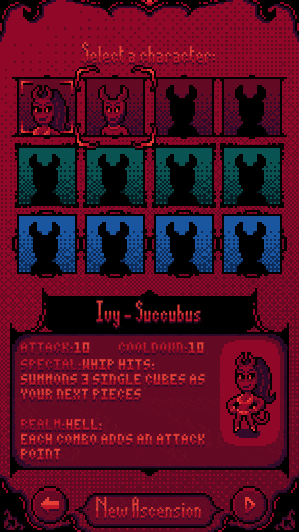 Select a character:
Ivy - Succubus
ATTACK:10 COOLDOWN:10
SPECIAL:WHIP HITS:
SUMMONS 3 SINGLE CUBES AS
YOUR NEXT PIECES
REALM:HELL:
EACH COMBO ADDS AN ATTACK
POINT
New Ascension